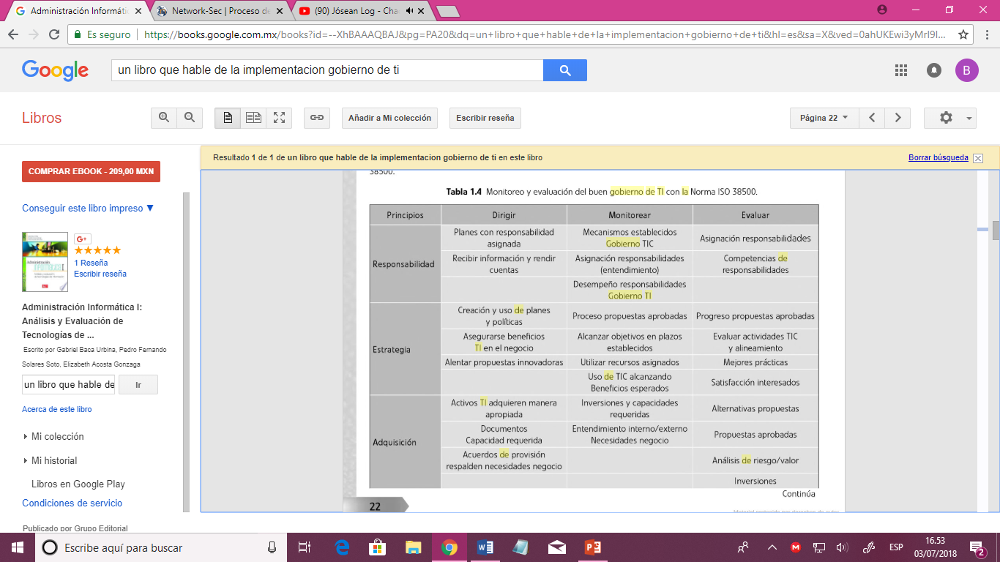 Administración Informáti
Network-Sec | Proceso de
(90) Jósean Log - Cha
Es seguro | https://books.google.com.mx/books?id=--XhBAAAQBAJ&pg=PA20&dq=un+libro+que+hable+de+la+implementacion+gobierno+de+ti&hl=es&sa=X&ved=0ahUKEwi3yMrI9I...
Google
un libro que hable de la implementacion gobierno de ti
B
Libros
Añadir a Mi colección
Escribir reseña
Página 22
Resultado 1 de 1 de un libro que hable de la implementacion gobierno de ti en este libro
Borrar búsqueda
COMPRAR EBOOK - 209,00 MXN
Conseguir este libro impreso ▼
G+
1 Reseña
Escribir reseña
Administración Informática I:
Análisis y Evaluación de
Tecnologías de ...
Escrito por Gabriel Baca Urbina, Pedro Fernando
Solares Soto, Elizabeth Acosta Gonzaga
un libro que hable de
Ir
Acerca de este libro
Mi colección
Mi historial
Libros en Google Play
Condiciones de servicio
Publicado por Grupo Editorial
38500.
Tabla 1.4 Monitoreo y evaluación del buen gobierno de TI con la Norma ISO 38500.
Principios
Dirigir
Monitorear
Evaluar
Responsabilidad
Planes con responsabilidad
asignada
Mecanismos establecidos
Gobierno TIC
Asignación responsabilidades
Recibir información y rendir
cuentas
Asignación responsabilidades
(entendimiento)
Competencias de
responsabilidades
Desempeño responsabilidades
Gobierno TI
Estrategia
Creación y uso de planes
y políticas
Proceso propuestas aprobadas
Progreso propuestas aprobadas
Asegurarse beneficios
TI en el negocio
Alcanzar objetivos en plazos
establecidos
Evaluar actividades TIC
y alineamiento
Alentar propuestas innovadoras
Utilizar recursos asignados
Mejores prácticas
Uso de TIC alcanzando
Beneficios esperados
Satisfacción interesados
Adquisición
Activos TI adquieren manera
apropiada
Inversiones y capacidades
requeridas
Alternativas propuestas
Documentos
Capacidad requerida
Entendimiento interno/externo
Necesidades negocio
Propuestas aprobadas
Acuerdos de provisión
respalden necesidades negocio
Análisis de riesgo/valor
Inversiones
Continúa
22
Material protegido por derechos de autor
Escribe aquí para buscar
ESP
16.53
03/07/2018
2